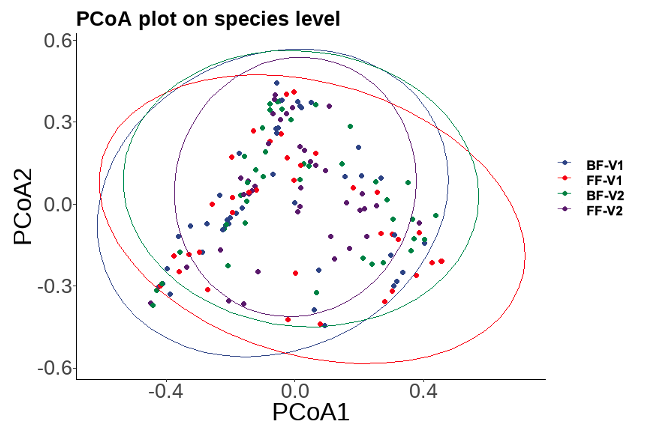 PCoA plot on species level
0.6
0.3
0.0
-0.3
-0.6
PCoA2
-0.4
0.0
0.4
PCoA1
BF-V1
FF-V1
BF-V2
FF-V2